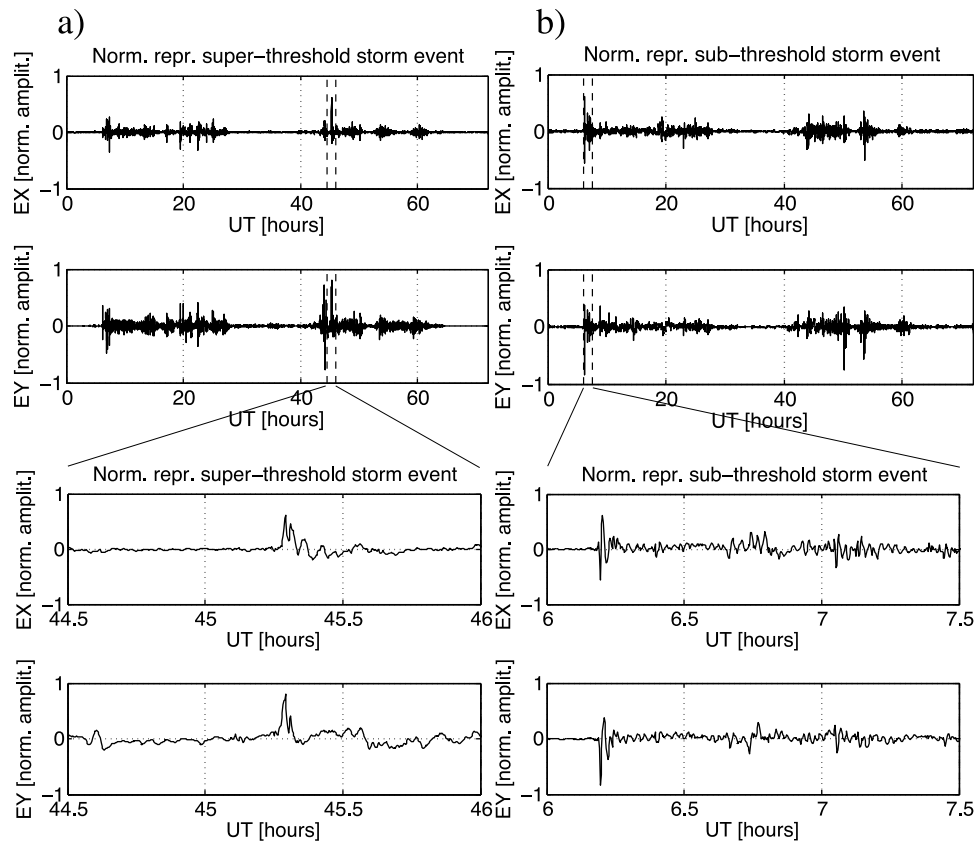 a)
Norm. repr. super−threshold storm event
EX [norm. amplit.]
1
0
−1
0 20 40 60
UT [hours]
EY [norm. amplit.]
1
0
−1
0 20 40 60
UT [hours]
Norm. repr. super−threshold storm event
EX [norm. amplit.]
1
0
−1
44.5 45 45.5 46
UT [hours]
EY [norm. amplit.]
1
0
−1
44.5 45 45.5 46
UT [hours]
b)
Norm. repr. sub−threshold storm event
EX [norm. amplit.]
1
0
−1
0 20 40 60
UT [hours]
EY [norm. amplit.]
1
0
−1
0 20 40 60
UT [hours]
Norm. repr. sub−threshold storm event
EX [norm. amplit.]
1
0
−1
6 6.5 7 7.5
UT [hours]
EY [norm. amplit.]
1
0
−1
6 6.5 7 7.5
UT [hours]